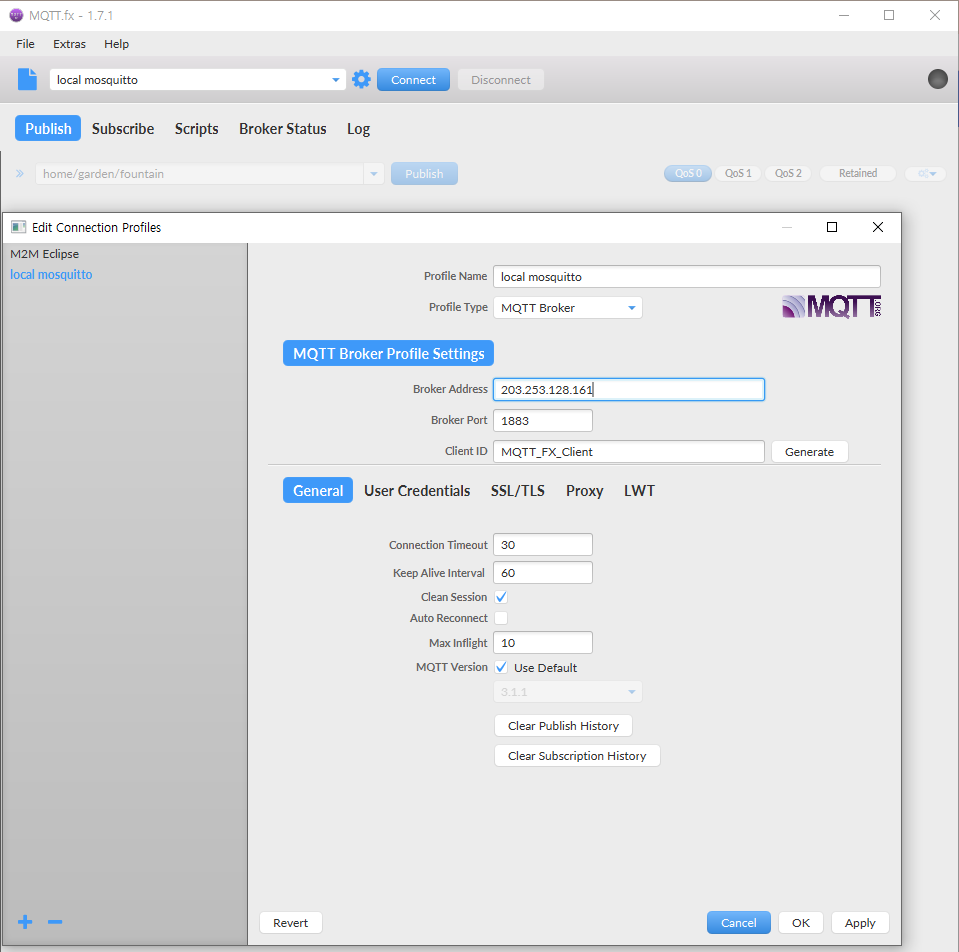 MQTT.fx - 1.7.1
File Extras Help
local mosquitto Connect Disconnect
Publish Subscribe Scripts Broker Status Log
home/garden/fountain Publish QoS 0 QoS 1 QoS 2 Retained
Edit Connection Profiles
M2M Eclipse
local mosquitto
Profile Name local mosquitto
Profile Type MQTT Broker
MQTT.ORG
MQTT Broker Profile Settings
Broker Address 203.253.128.161
Broker Port 1883
Client ID MQTT_FX_Client Generate
General User Credentials SSL/TLS Proxy LWT
Connection Timeout 30
Keep Alive Interval 60
Clean Session
Auto Reconnect
Max Inflight 10
MQTT Version Use Default
3.1.1
Clear Publish History
Clear Subscription History
Revert Cancel OK Apply